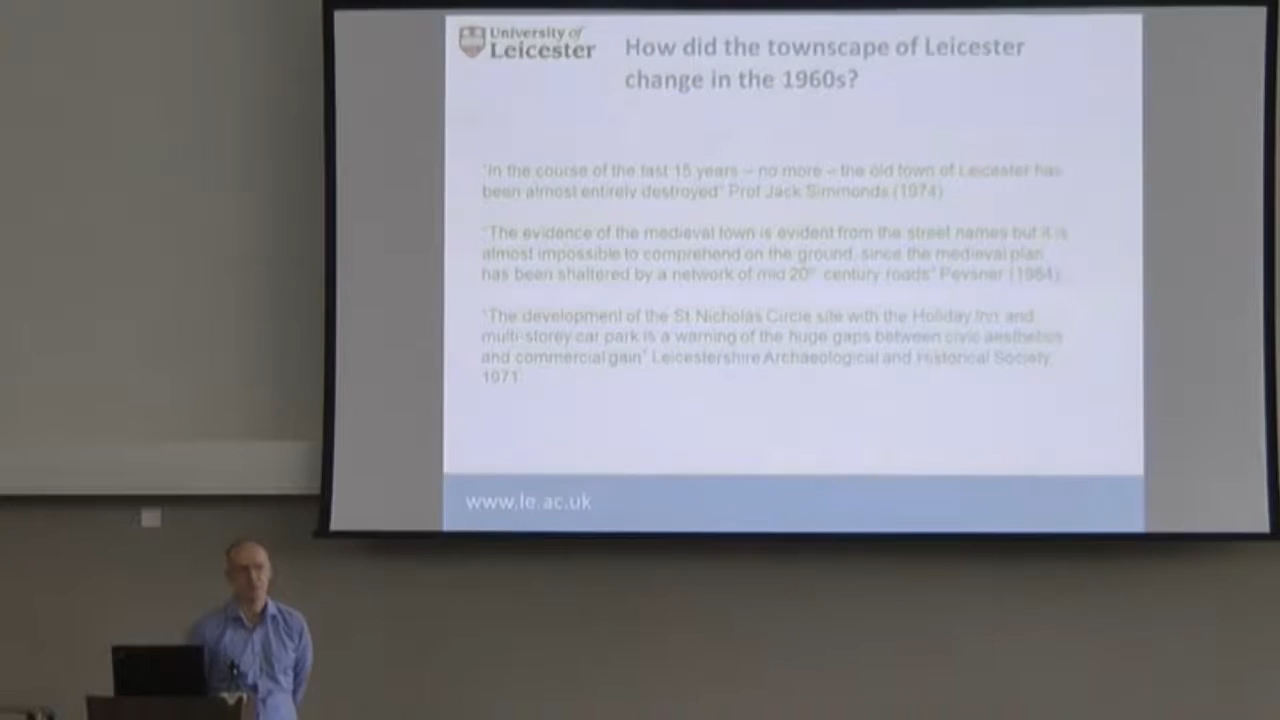 University of
Leicester
How did the townscape of Leicester
change in the 1960s?
"In the course of the last 15 years – no more – the old town of Leicester has
been almost entirely destroyed" Prof Jack Simmonds (1974)
"The evidence of the medieval town is evident from the street names but it is
almost impossible to comprehend on the ground, since the medieval plan
has been shattered by a network of mid 20th century roads" Pevsner (1984)
"The development of the St Nicholas Circle site with the Holiday Inn and
multi-storey car park is a warning of the huge gaps between civic aesthetics
and commercial gain" Leicestershire Archaeological and Historical Society
1971
www.le.ac.uk